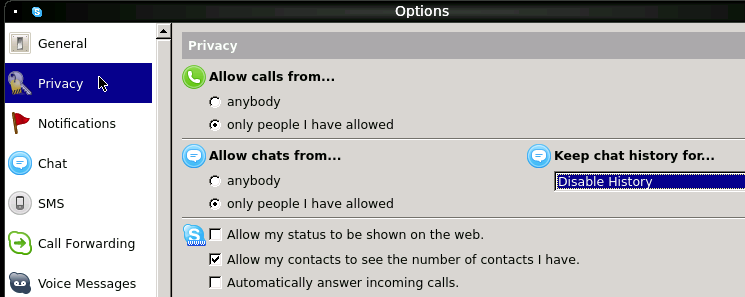 Options
General
Privacy
Notifications
Chat
SMS
Call Forwarding
Voice Messages
Privacy
Allow calls from...
anybody
only people I have allowed
Allow chats from...
anybody
only people I have allowed
Keep chat history for...
Disable History
Allow my status to be shown on the web.
Allow my contacts to see the number of contacts I have.
Automatically answer incoming calls.